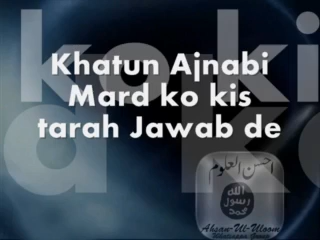 Khatun Ajnabi
Mard ko kis
tarah Jawab de
احسن العلوم
الله
رسول
محمد
Ahsan-Ul-Uloom